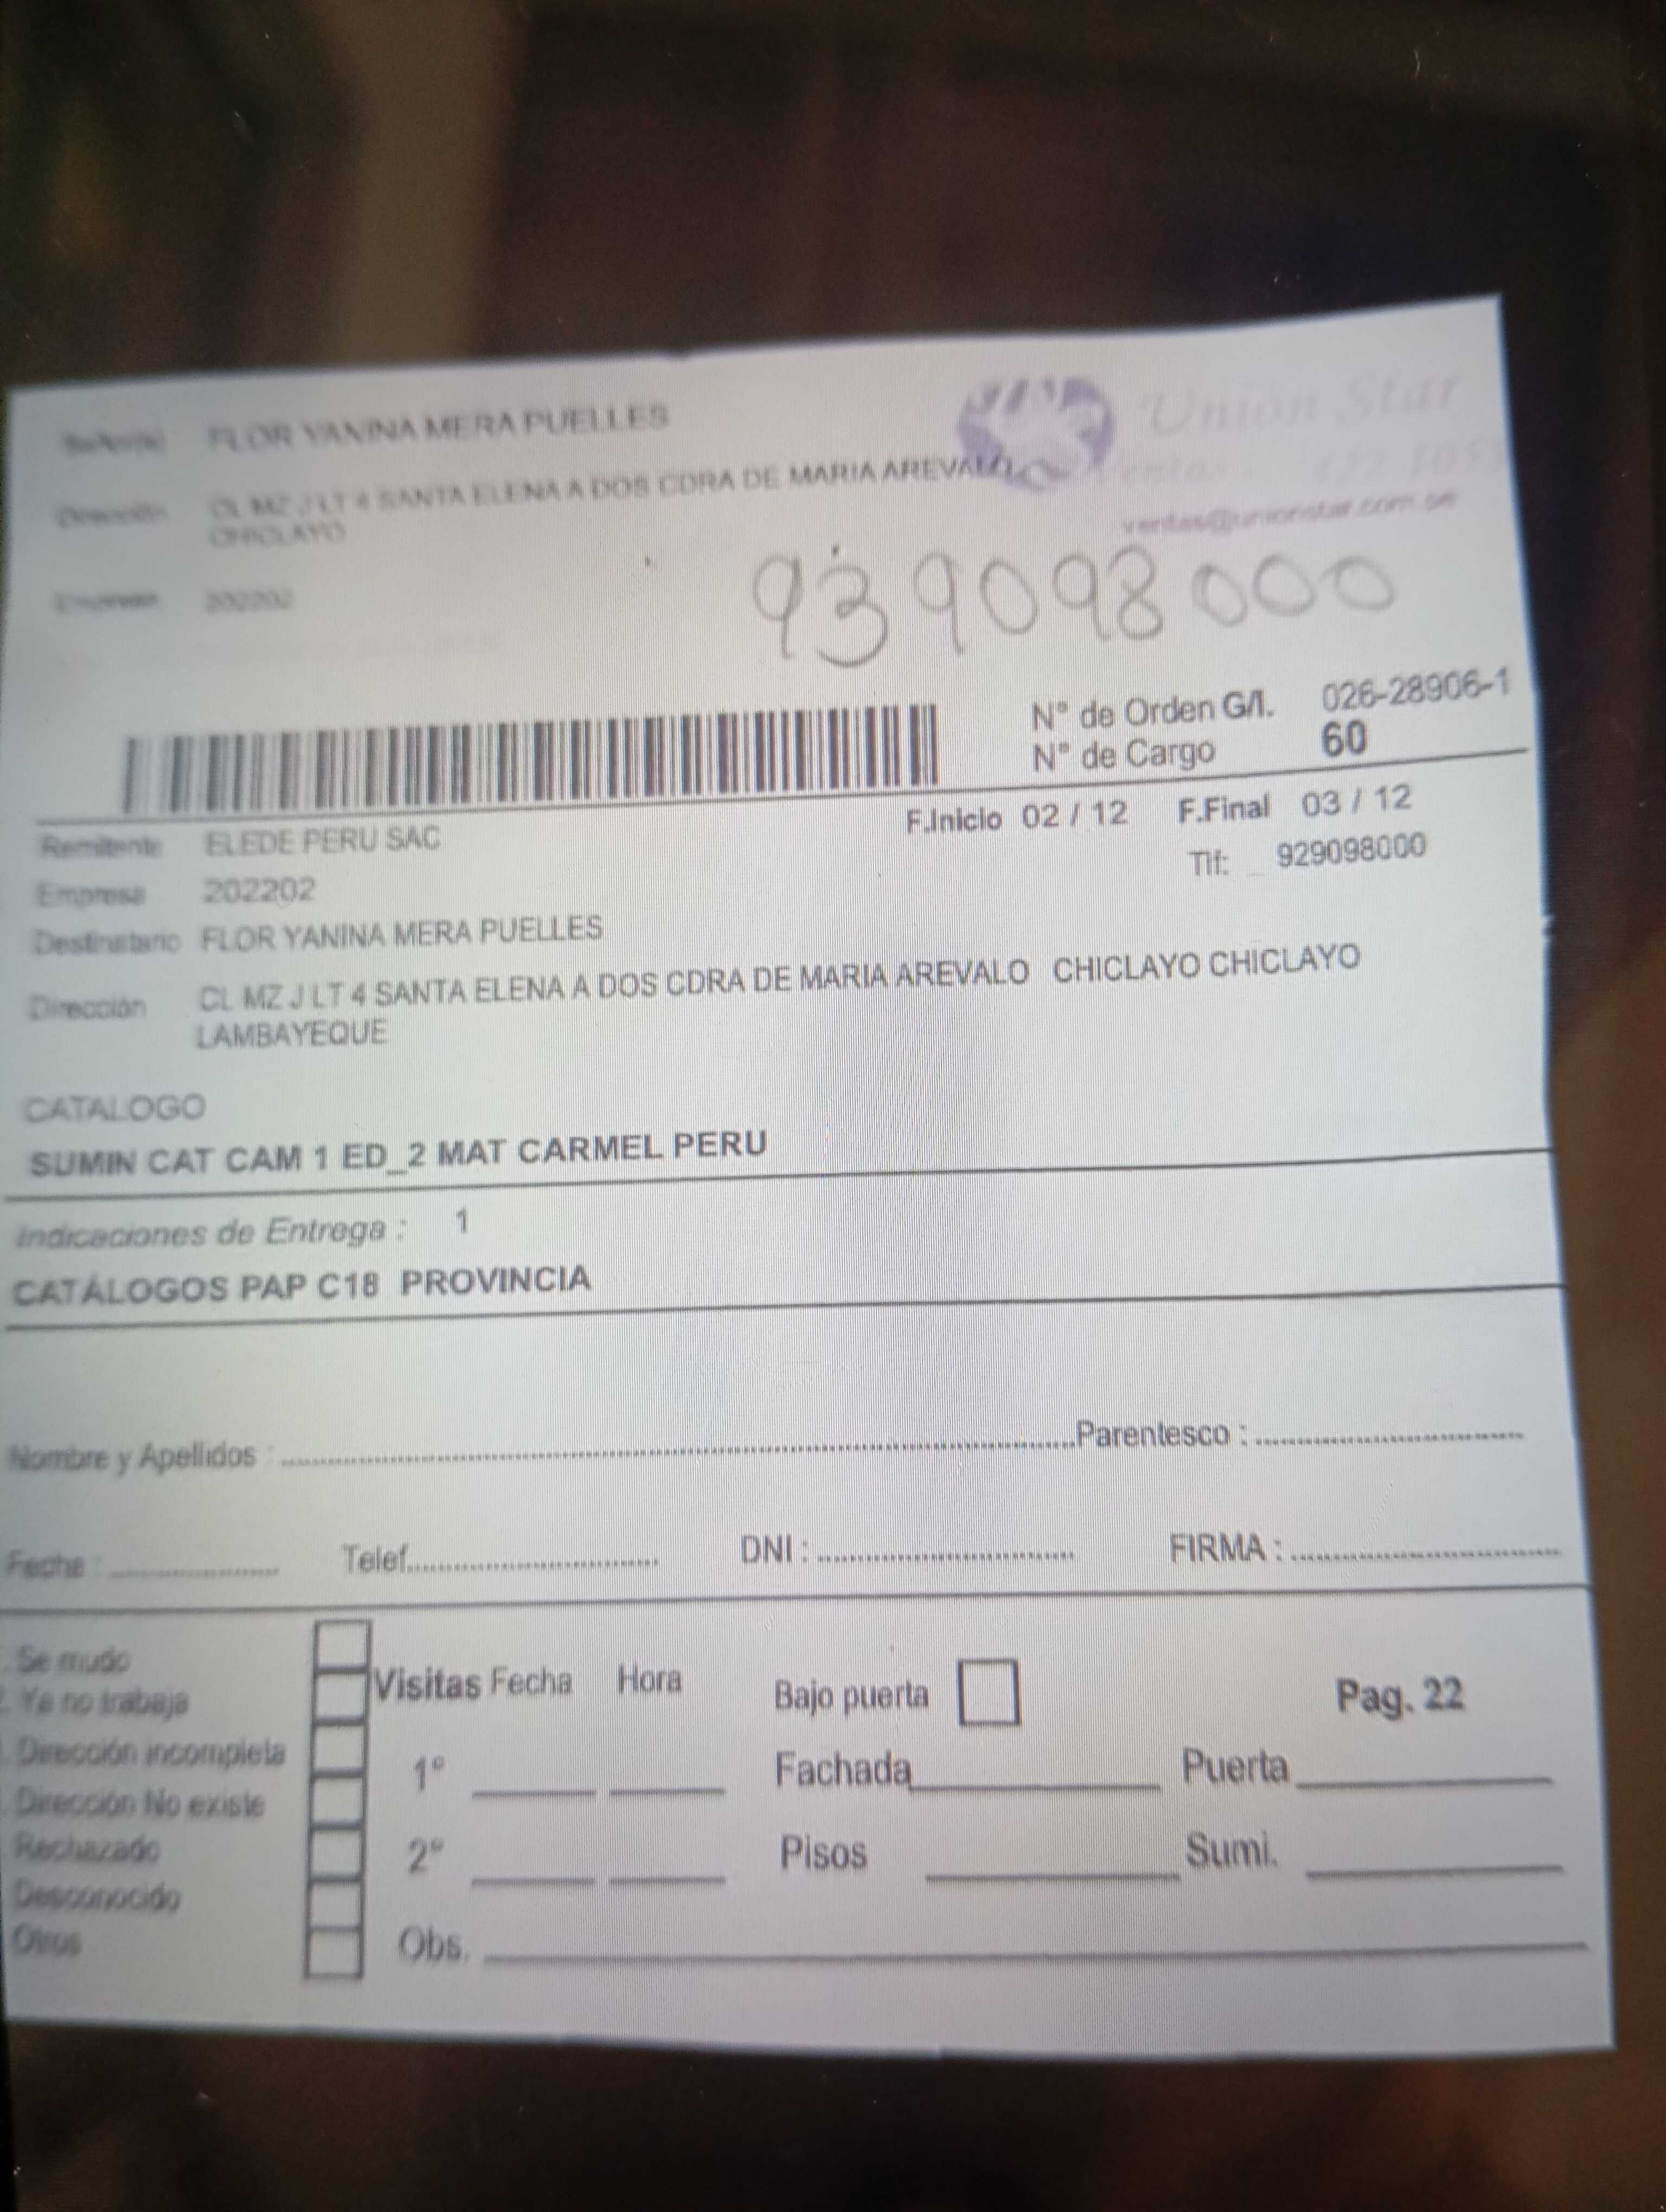 Señor(a) FLOR YANINA MERA PUELLES
Union Star
Dirección CL MZ J LT 4 SANTA ELENA A DOS CDRA DE MARIA AREVALO
CHICLAYO
ventas@unionstar.com.pe
Empresa 202202
939098000
N° de Orden G/I. 026-28906-1
N° de Cargo 60
F.Inicio 02 / 12 F.Final 03 / 12
Remitente ELEDE PERU SAC
Tlf: 929098000
Empresa 202202
Destinatario FLOR YANINA MERA PUELLES
Dirección CL MZ J LT 4 SANTA ELENA A DOS CDRA DE MARIA AREVALO CHICLAYO CHICLAYO
LAMBAYEQUE
CATALOGO
SUMIN CAT CAM 1 ED_2 MAT CARMEL PERU
Indicaciones de Entrega : 1
CATÁLOGOS PAP C18 PROVINCIA
Nombre y Apellidos : Parentesco :
Fecha : Telef. DNI : FIRMA :
Se mudo
Visitas Fecha Hora Bajo puerta Pag. 22
Ya no trabaja
Dirección incompleta
1° Fachada Puerta
Dirección No existe
Rechazado
2° Pisos Sumi.
Desconocido
Otros
Obs.